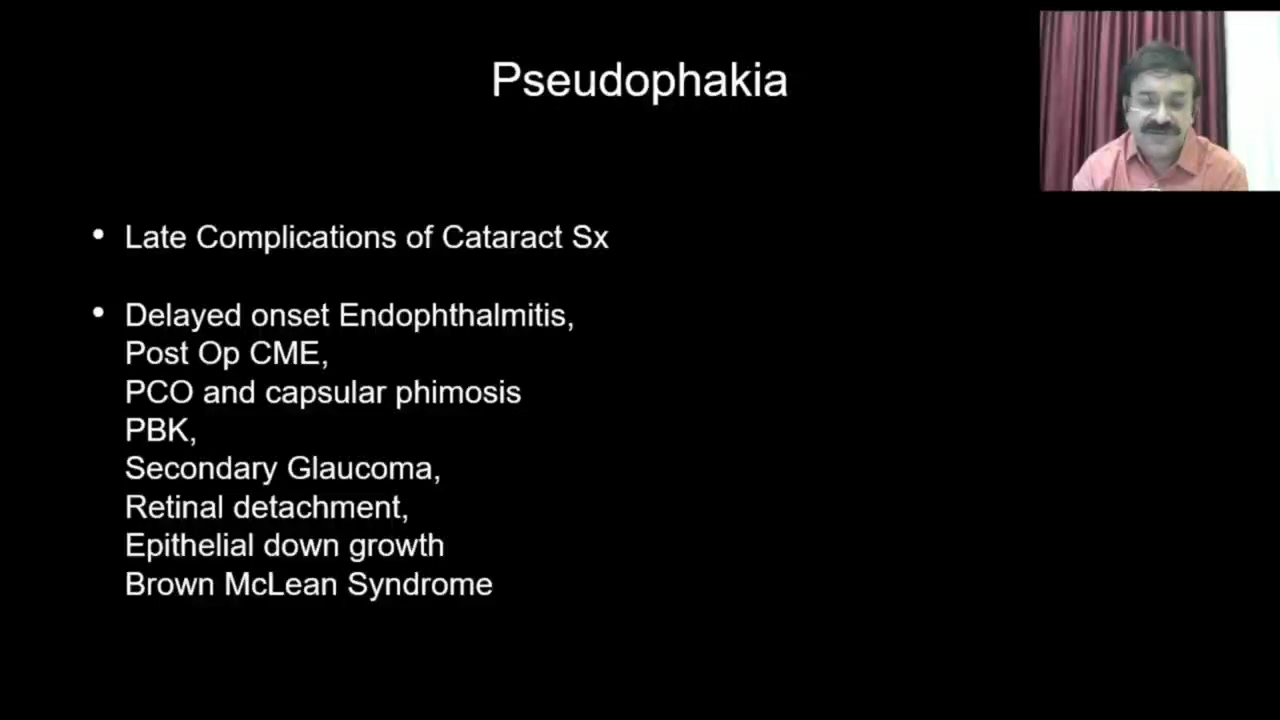 Pseudophakia
• Late Complications of Cataract Sx
• Delayed onset Endophthalmitis,
Post Op CME,
PCO and capsular phimosis
PBK,
Secondary Glaucoma,
Retinal detachment,
Epithelial down growth
Brown McLean Syndrome